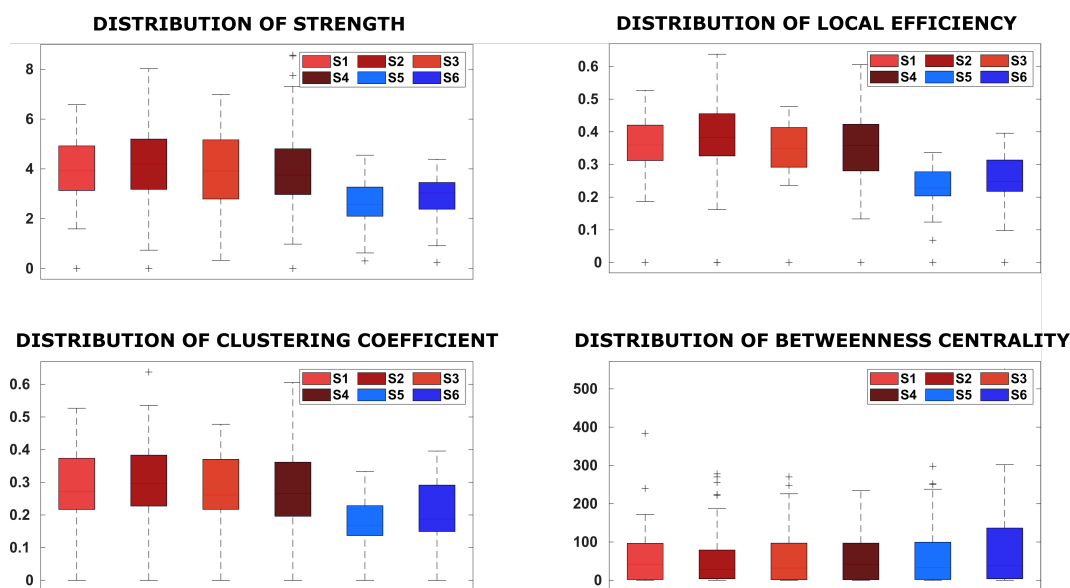 DISTRIBUTION OF STRENGTH
S1 S2 S3
S4 S5 S6
8
6
4
2
0
DISTRIBUTION OF LOCAL EFFICIENCY
S1 S2 S3
S4 S5 S6
0.6
0.5
0.4
0.3
0.2
0.1
0
DISTRIBUTION OF CLUSTERING COEFFICIENT
S1 S2 S3
S4 S5 S6
0.6
0.5
0.4
0.3
0.2
0.1
0
DISTRIBUTION OF BETWEENNESS CENTRALITY
S1 S2 S3
S4 S5 S6
500
400
300
200
100
0